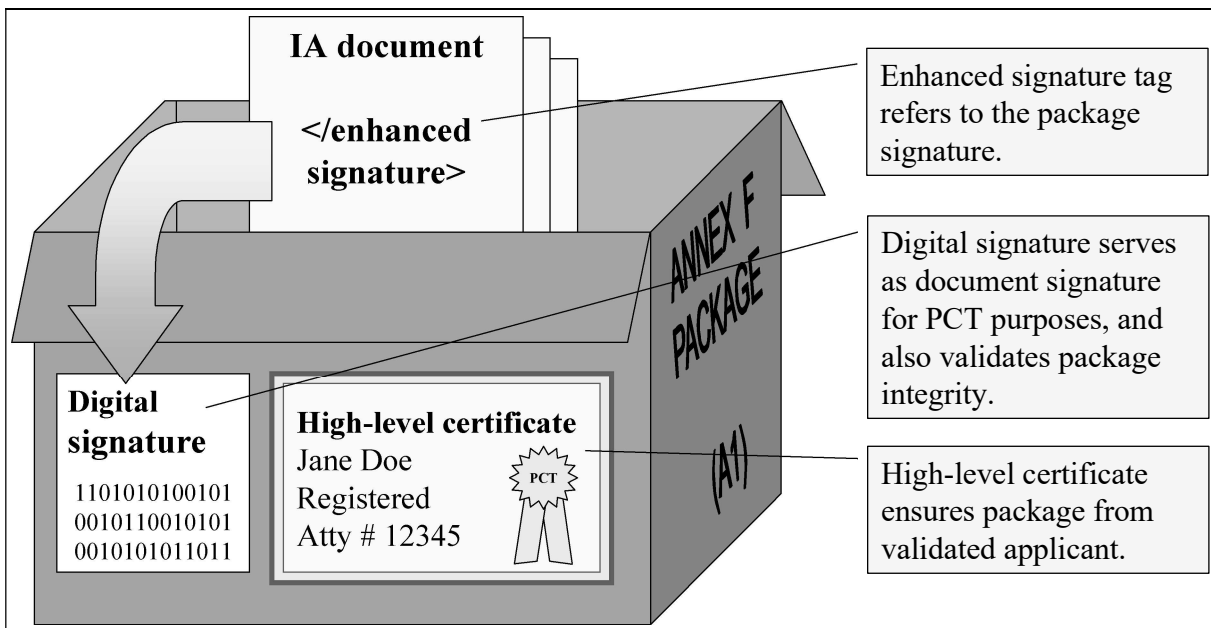 IA document
</enhanced
signature>
Enhanced signature tag
refers to the package
signature.
ANNEX F
PACKAGE
(A1)
Digital signature serves
as document signature
for PCT purposes, and
also validates package
integrity.
Digital
signature
1101010100101
0010110010101
0010101011011
High-level certificate
Jane Doe
Registered
Atty # 12345
PCT
High-level certificate
ensures package from
validated applicant.